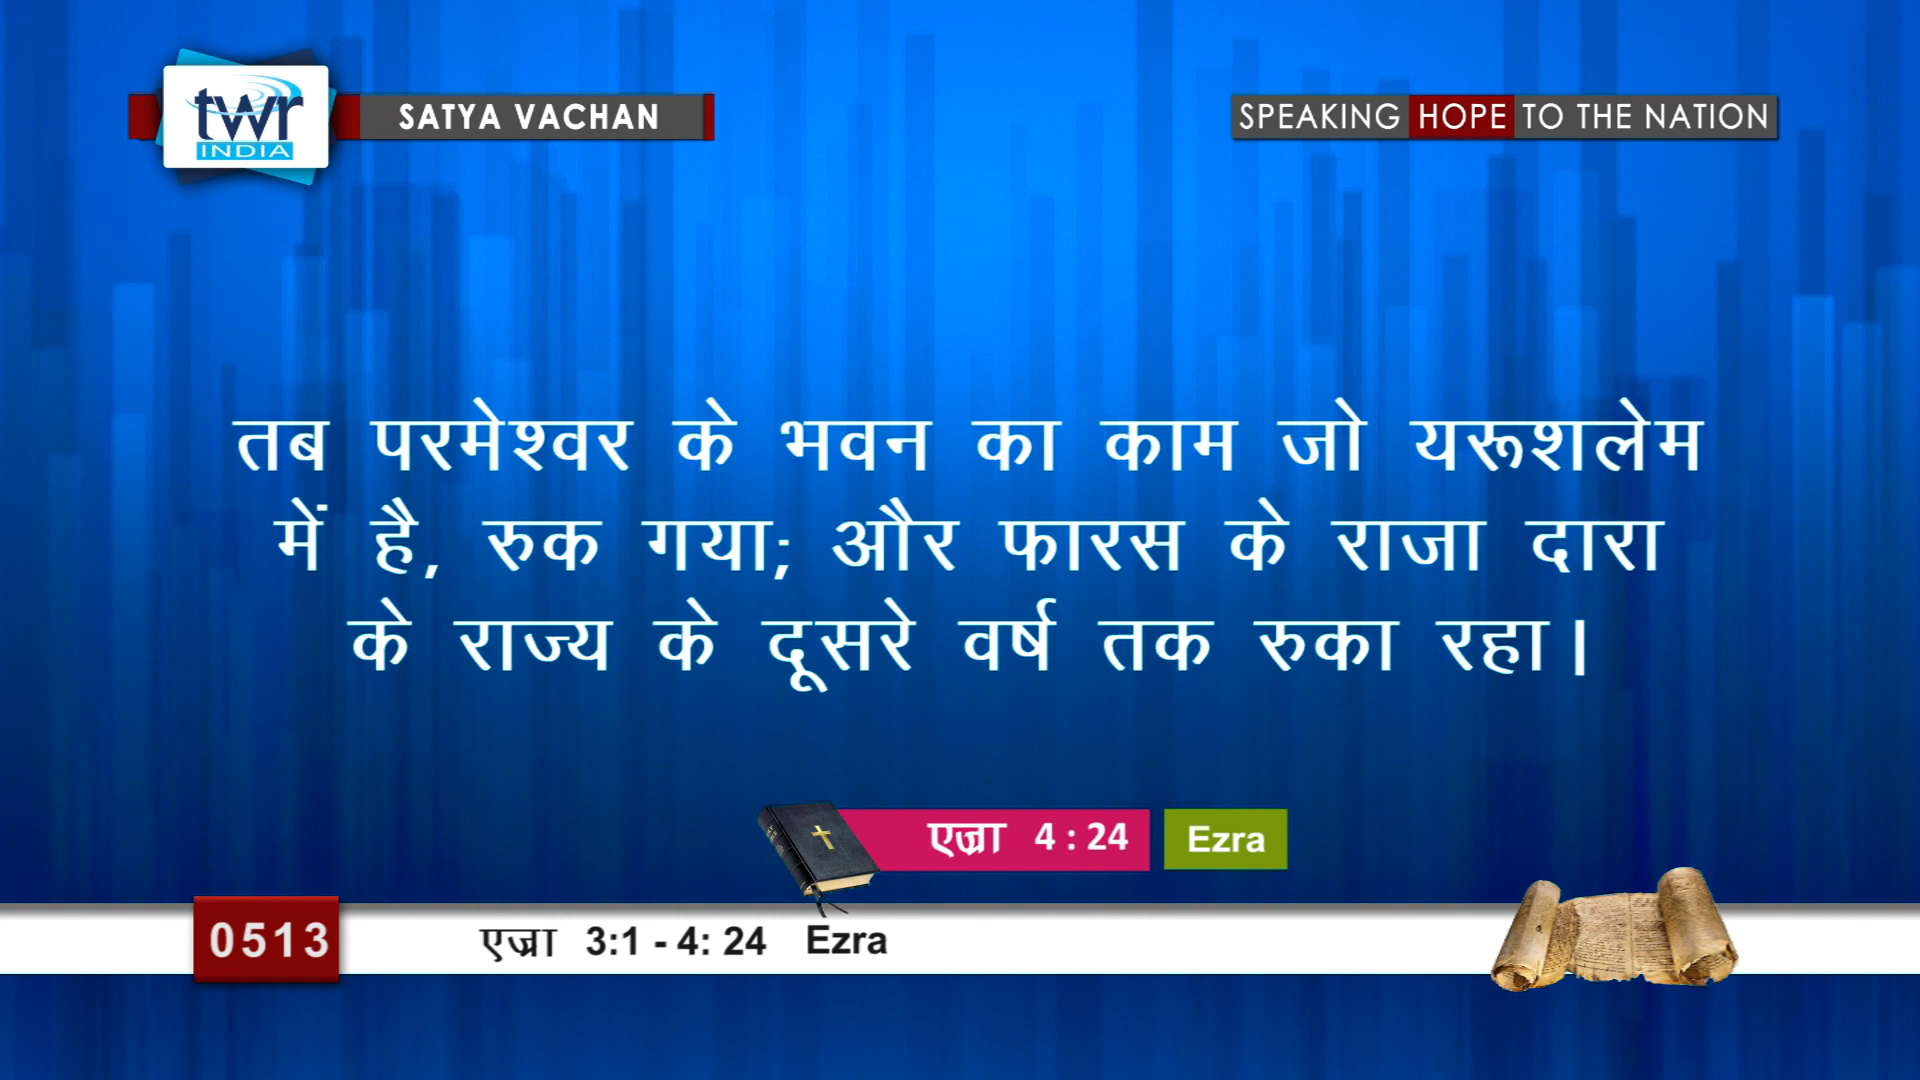 twr
INDIA
SATYA VACHAN
SPEAKING HOPE TO THE NATION
तब परमेश्वर के भवन का काम जो यरूशलेम
में है, रुक गया; और फारस के राजा दारा
के राज्य के दूसरे वर्ष तक रुका रहा।
एज्रा 4 : 24 Ezra
0513 एज्रा 3:1 - 4: 24 Ezra